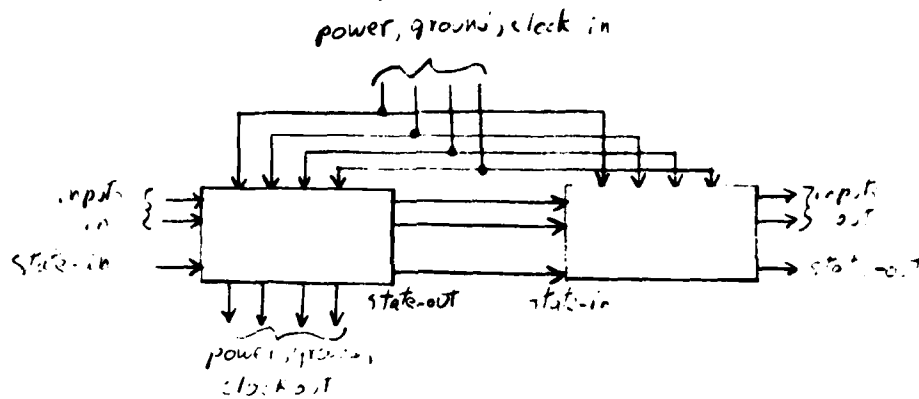 power, ground, clock in
inputs
in
state-in
inputs
out
state-out
state-out
state-in
power, ground,
clock out